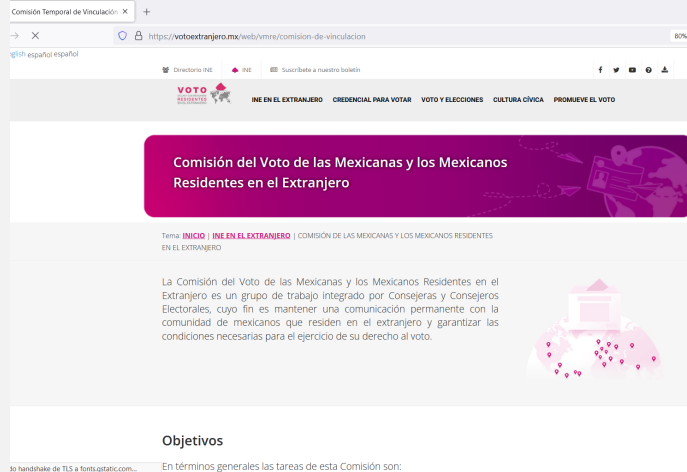 Comisión Temporal de Vinculación
https://votoextranjero.mx/web/vmre/comision-de-vinculacion
80%
español español
Directorio INE
INE
Suscríbete a nuestro boletín
VOTO
INE EN EL EXTRANJERO
CREDENCIAL PARA VOTAR
VOTO Y ELECCIONES
CULTURA CÍVICA
PROMUEVE EL VOTO
Comisión del Voto de las Mexicanas y los Mexicanos
Residentes en el Extranjero
Tema: INICIO | INE EN EL EXTRANJERO | COMISIÓN DE LAS MEXICANAS Y LOS MEXICANOS RESIDENTES
EN EL EXTRANJERO
La Comisión del Voto de las Mexicanas y los Mexicanos Residentes en el
Extranjero es un grupo de trabajo integrado por Consejeras y Consejeros
Electorales, cuyo fin es mantener una comunicación permanente con la
comunidad de mexicanos que residen en el extranjero y garantizar las
condiciones necesarias para el ejercicio de su derecho al voto.
Objetivos
En términos generales las tareas de esta Comisión son:
do handshake de TLS a fonts.gstatic.com...